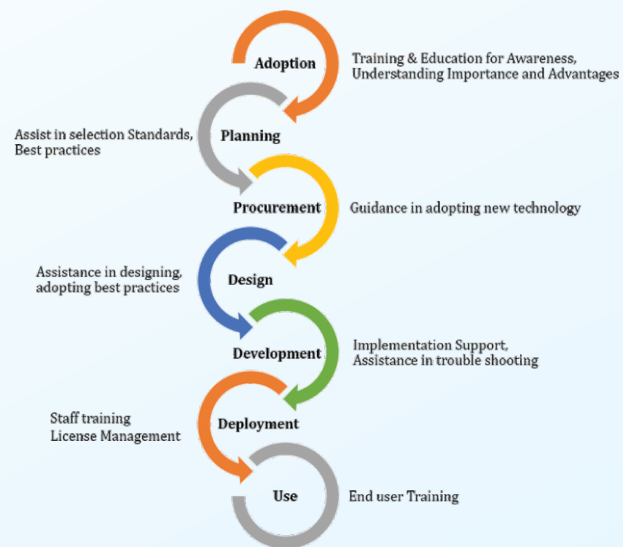 Adoption
Training & Education for Awareness,
Understanding Importance and Advantages
Assist in selection Standards,
Best practices
Planning
Procurement
Guidance in adopting new technology
Assistance in designing,
adopting best practices
Design
Development
Implementation Support,
Assistance in trouble shooting
Staff training
License Management
Deployment
Use
End user Training